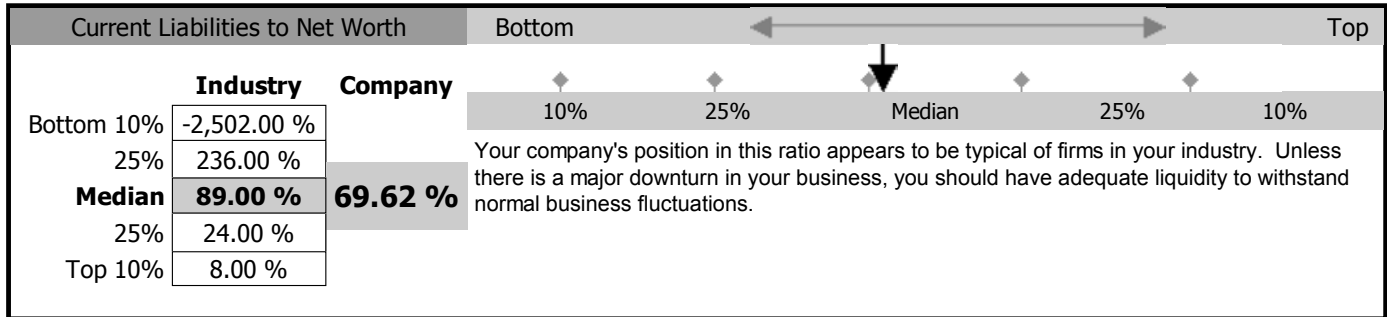 Current Liabilities to Net Worth Bottom Top
Industry Company
10% 25% Median 25% 10%
Bottom 10% -2,502.00 %
25% 236.00 %
Median 89.00 % 69.62 %
25% 24.00 %
Top 10% 8.00 %
Your company's position in this ratio appears to be typical of firms in your industry. Unless
there is a major downturn in your business, you should have adequate liquidity to withstand
normal business fluctuations.